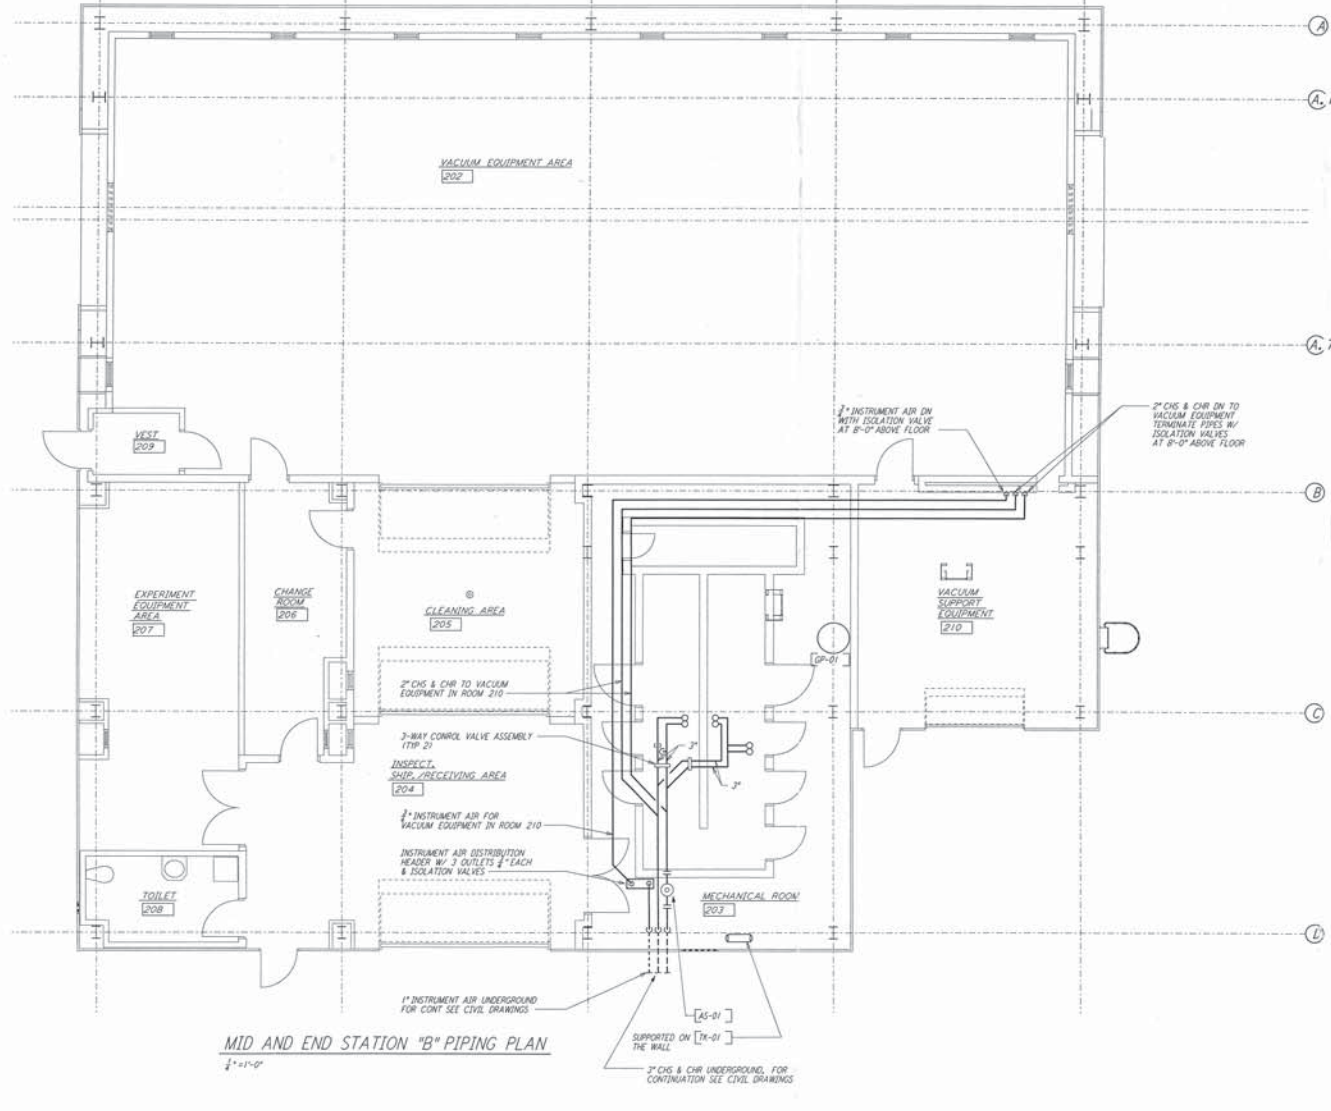 A
A.
VACUUM EQUIPMENT AREA
202
A.7
3/4" INSTRUMENT AIR DN
WITH ISOLATION VALVE
AT 8'-0" ABOVE FLOOR
2" CHS & CHR DN TO
VACUUM EQUIPMENT
TERMINATE PIPES W/
ISOLATION VALVES
AT 8'-0" ABOVE FLOOR
VEST
209
B
EXPERIMENT
EQUIPMENT
AREA
207
CHANGE
ROOM
206
CLEANING AREA
205
VACUUM
SUPPORT
EQUIPMENT
210
GP-01
2" CHS & CHR TO VACUUM
EQUIPMENT IN ROOM 210
C
3-WAY CONROL VALVE ASSEMBLY
(TYP 2)
3"
3"
INSPECT.
SHIP./RECEIVING AREA
204
3/4" INSTRUMENT AIR FOR
VACUUM EQUIPMENT IN ROOM 210
INSTRUMENT AIR DISTRIBUTION
HEADER W/ 3 OUTLETS EACH
& ISOLATION VALVES
TOILET
208
MECHANICAL ROOM
203
1" INSTRUMENT AIR UNDERGROUND
FOR CONT SEE CIVIL DRAWINGS
AS-01
SUPPORTED ON
THE WALL
TK-01
3" CHS & CHR UNDERGROUND, FOR
CONTINUATION SEE CIVIL DRAWINGS
MID AND END STATION "B" PIPING PLAN
1/4"=1'-0"